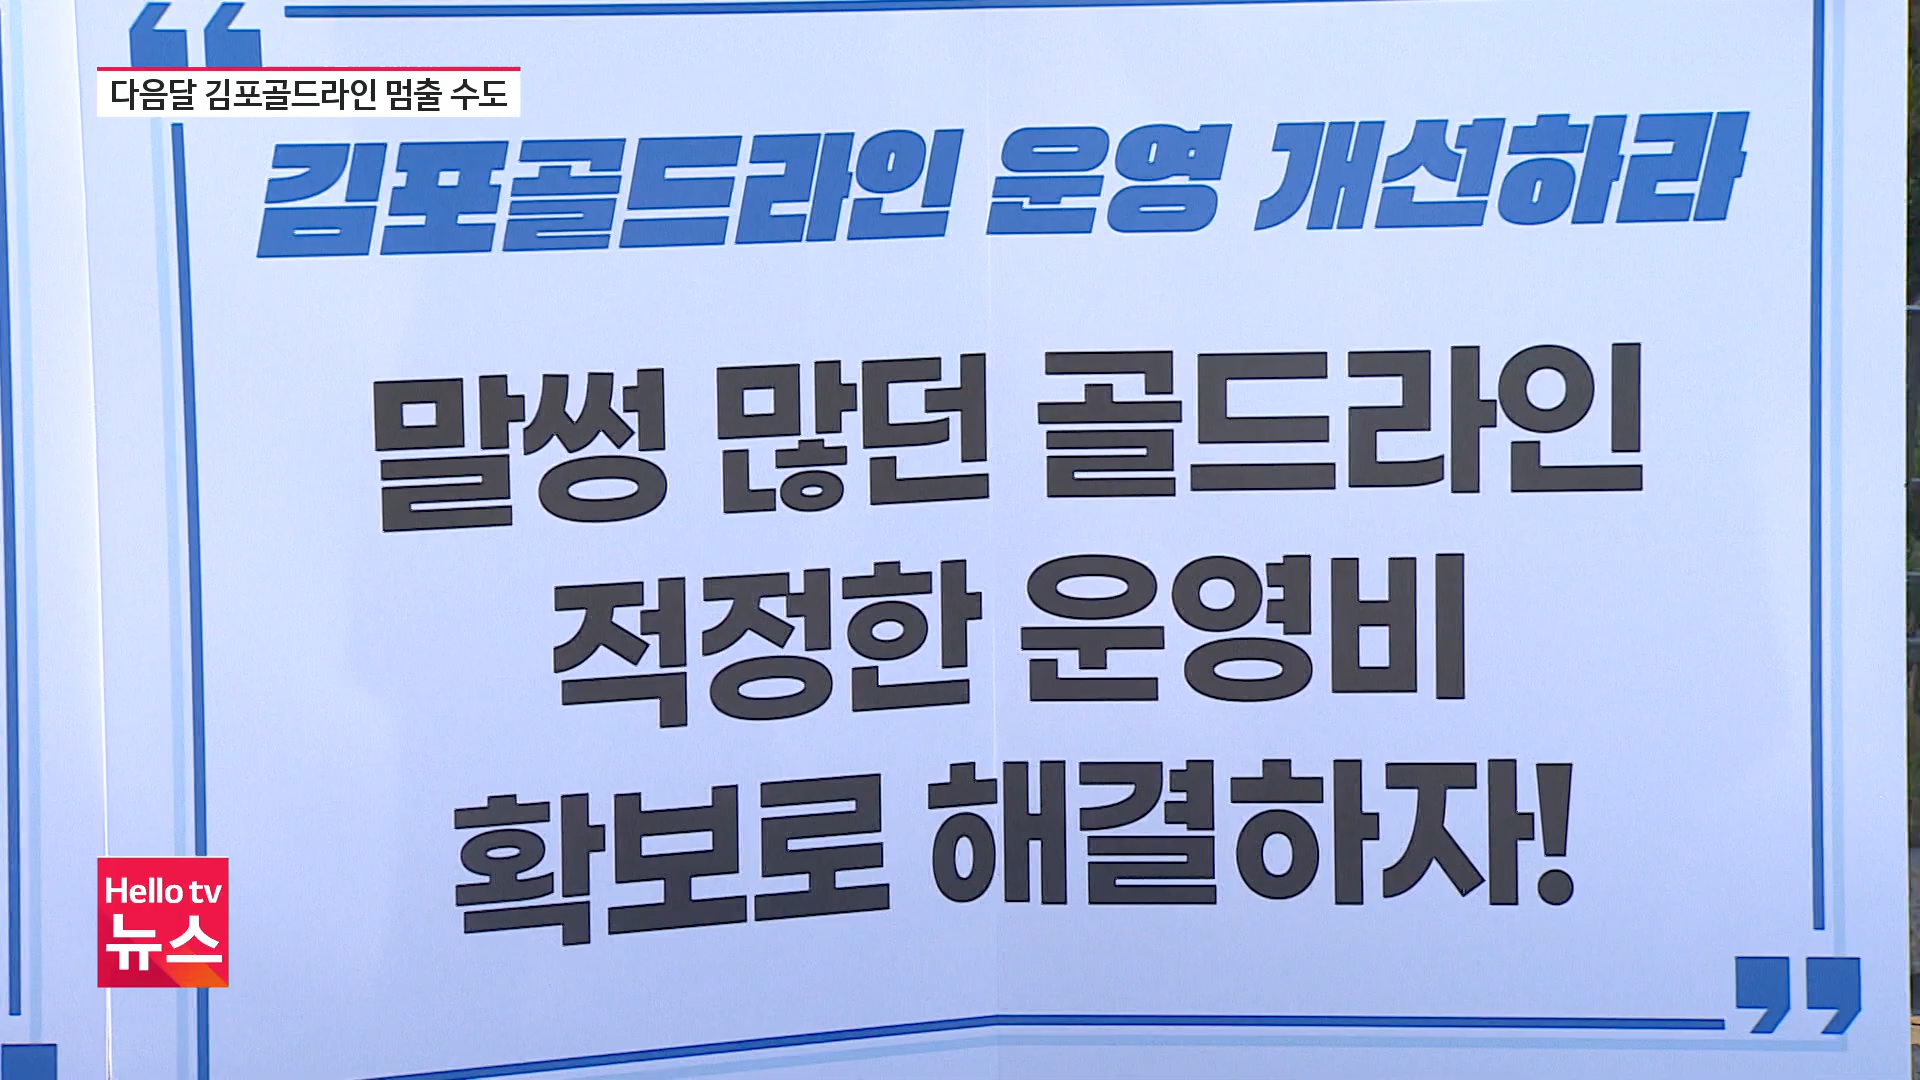 다음달 김포골드라인 멈출 수도
김포골드라인 운영 개선하라
말썽 많던 골드라인
적정한 운영비
확보로 해결하자!
Hello tv
뉴스